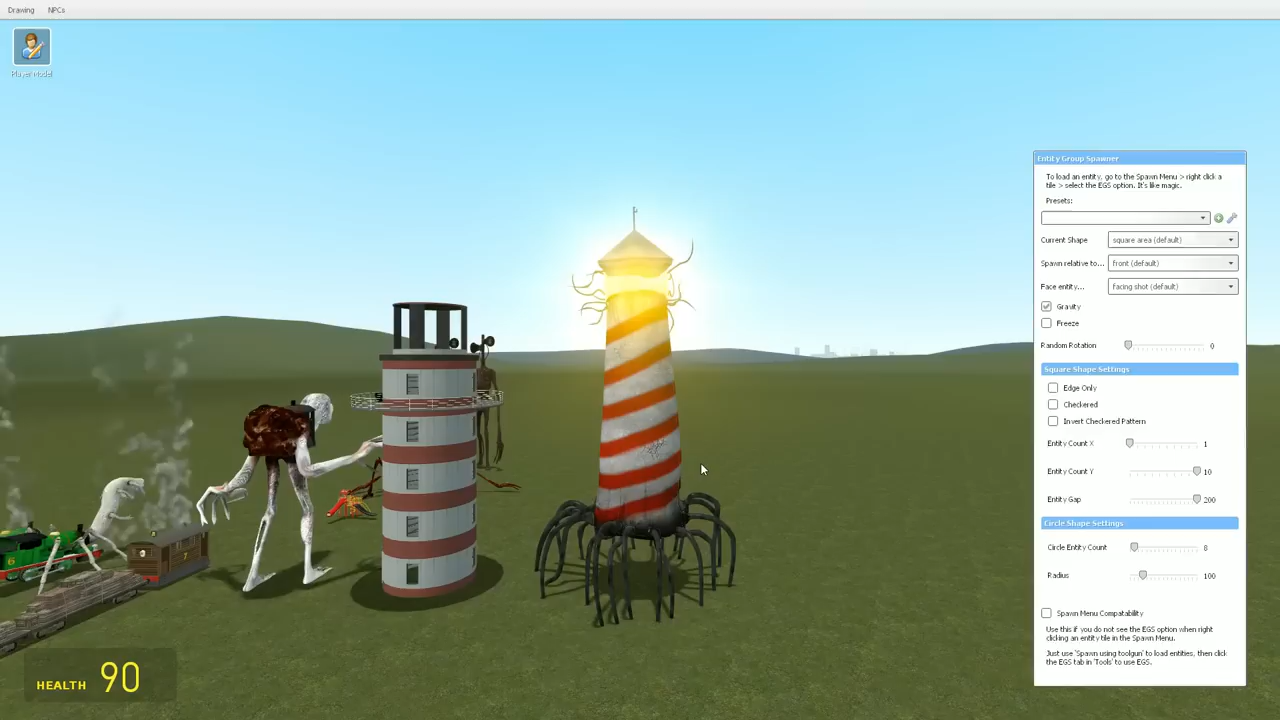 Drawing NPCs
Player Model
Entity Group Spawner
To load an entity, go to the Spawn Menu > right click a
tile > select the EGS option. It's like magic.
Presets:
Current Shape square area (default)
Spawn relative to... front (default)
Face entity... facing shot (default)
Gravity
Freeze
Random Rotation 0
Square Shape Settings
Edge Only
Checkered
Invert Checkered Pattern
Entity Count X 1
Entity Count Y 10
Entity Gap 200
Circle Shape Settings
Circle Entity Count 8
Radius 100
Spawn Menu Compatability
Use this if you do not see the EGS option when right
clicking an entity tile in the Spawn Menu.
Just use 'Spawn using toolgun' to load entities, then click
the EGS tab in 'Tools' to use EGS.
6
7
HEALTH 90